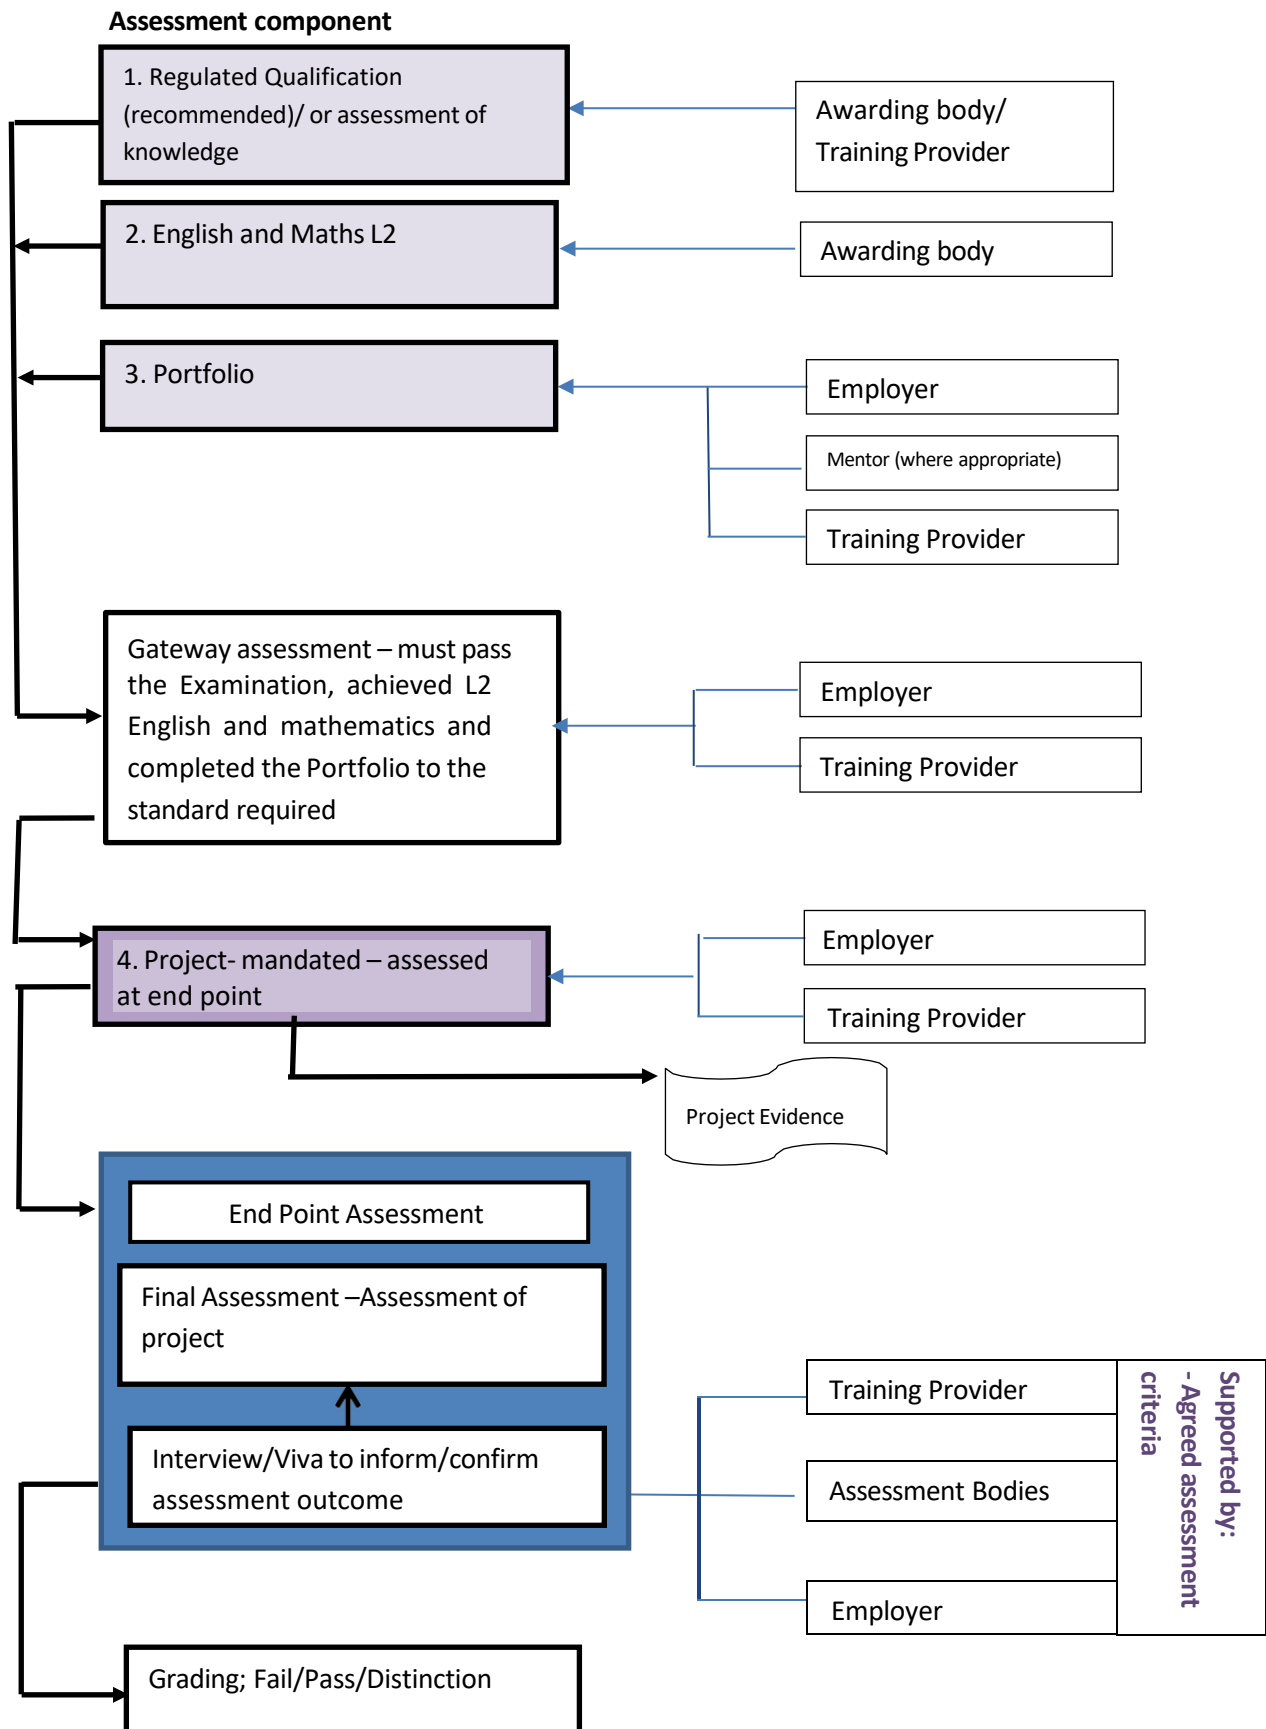 Assessment component
1. Regulated Qualification
(recommended)/ or assessment of
knowledge
Awarding body/
Training Provider
2. English and Maths L2
Awarding body
3. Portfolio
Employer
Mentor (where appropriate)
Training Provider
Gateway assessment – must pass
the Examination, achieved L2
English and mathematics and
completed the Portfolio to the
standard required
Employer
Training Provider
4. Project- mandated – assessed
at end point
Employer
Training Provider
Project Evidence
End Point Assessment
Final Assessment –Assessment of
project
Interview/Viva to inform/confirm
assessment outcome
Training Provider
Assessment Bodies
Employer
Supported by:
- Agreed assessment
criteria
Grading; Fail/Pass/Distinction